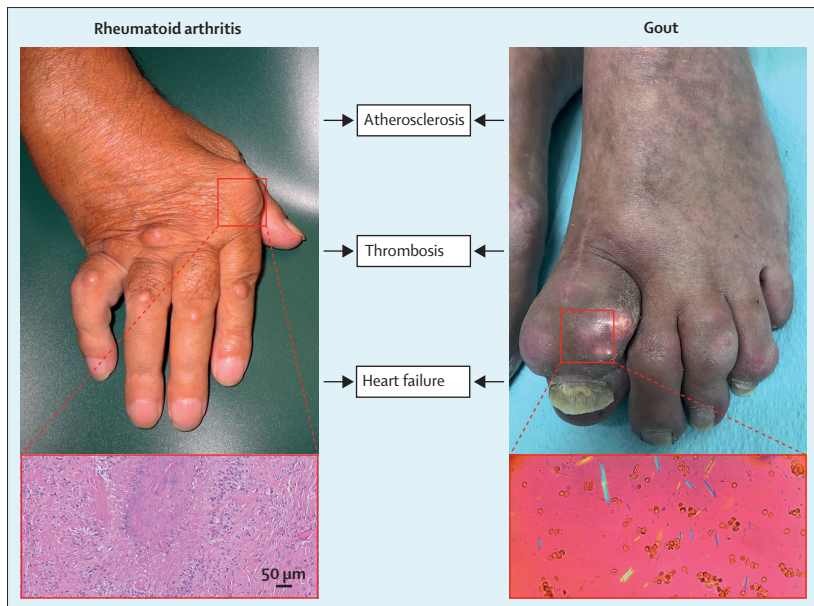 Rheumatoid arthritis
Gout
Atherosclerosis
Thrombosis
Heart failure
50 µm